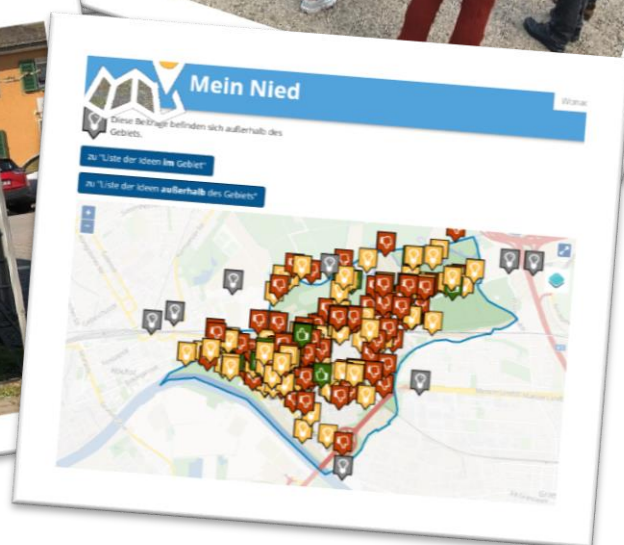 Mein Nied
Diese Beiträge befinden sich außerhalb des
Gebiets.
zu "Liste der Ideen im Gebiet"
zu "Liste der Ideen außerhalb des Gebiets"
+
-